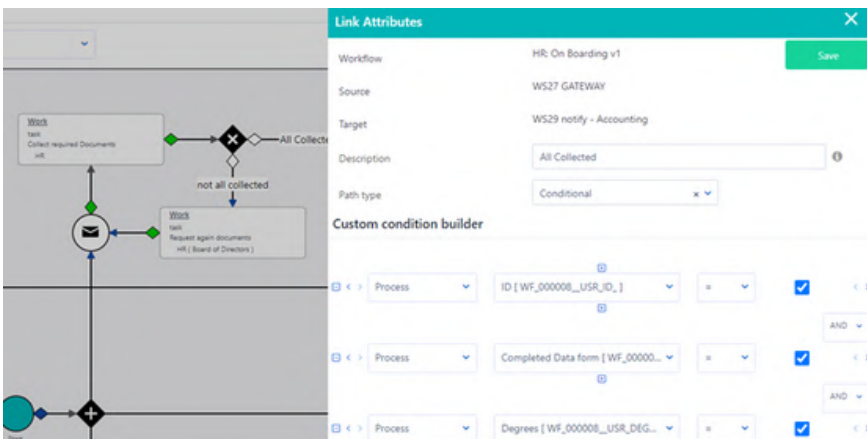 Link Attributes
Workflow
HR: On Boarding v1
Save
Source
WS27 GATEWAY
Target
WS29 notify - Accounting
Description
All Collected
Path type
Conditional
Custom condition builder
Process
ID [ WF_000008__USR_ID_ ]
=
AND
Process
Completed Data form [ WF_00000...
=
AND
Process
Degrees [ WF_000008__USR_DEG...
=
Work
task
Collect required Documents
HR
All Collecte
not all collected
Work
task
Request again documents
HR ( Board of Directors )